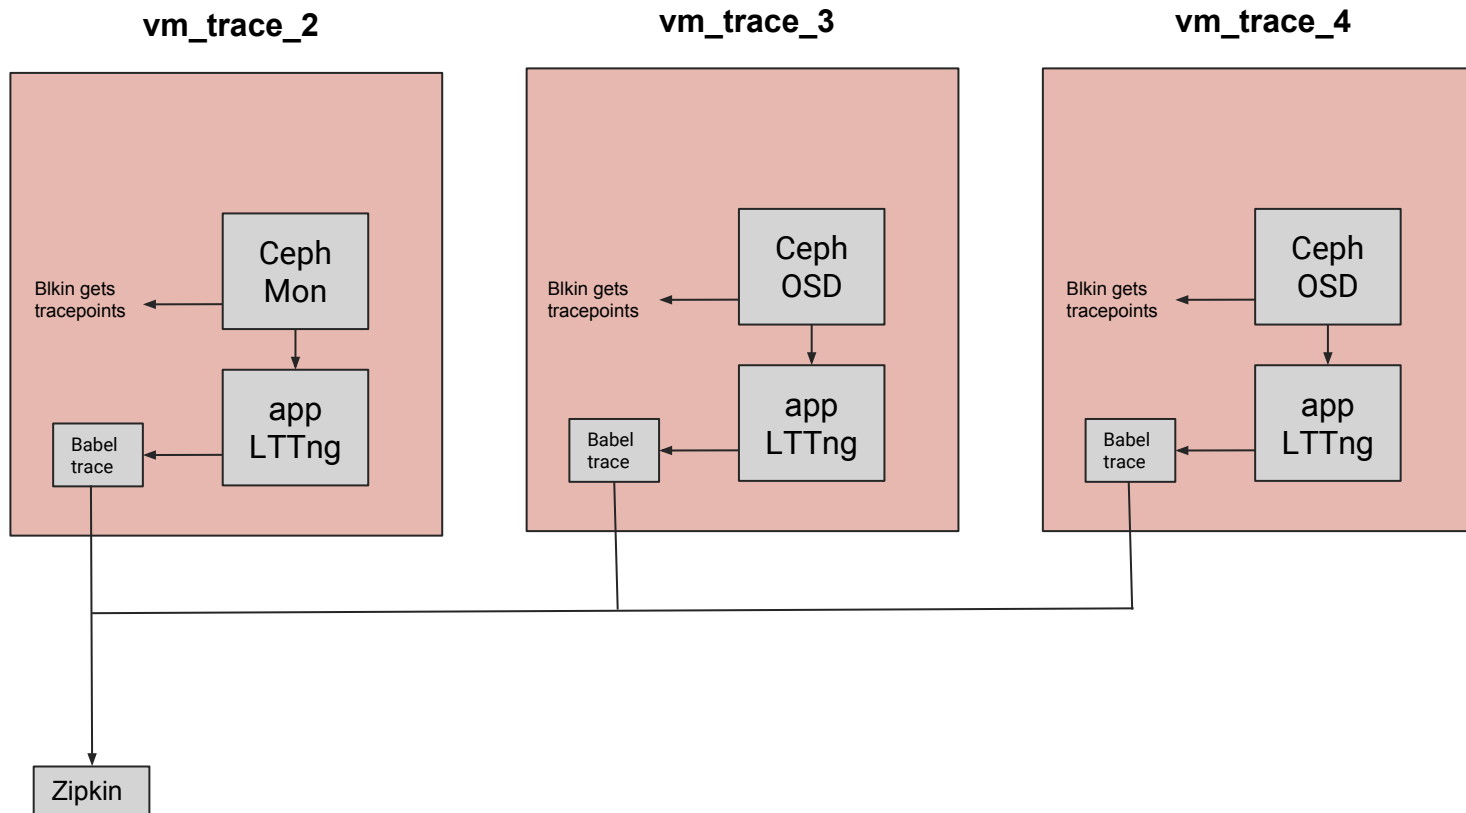 vm_trace_2
vm_trace_3
vm_trace_4
Ceph
Mon
Blkin gets
tracepoints
app
LTTng
Babel
trace
Ceph
OSD
Blkin gets
tracepoints
app
LTTng
Babel
trace
Ceph
OSD
Blkin gets
tracepoints
app
LTTng
Babel
trace
Zipkin